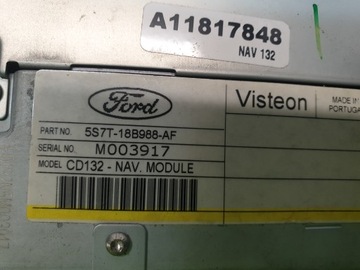 A11817848
NAV 132
Ford
Visteon
MADE IN
PORTUGAL
PART NO. 5S7T-18B988-AF
SERIAL NO. M003917
MODEL CD132 - NAV. MODULE